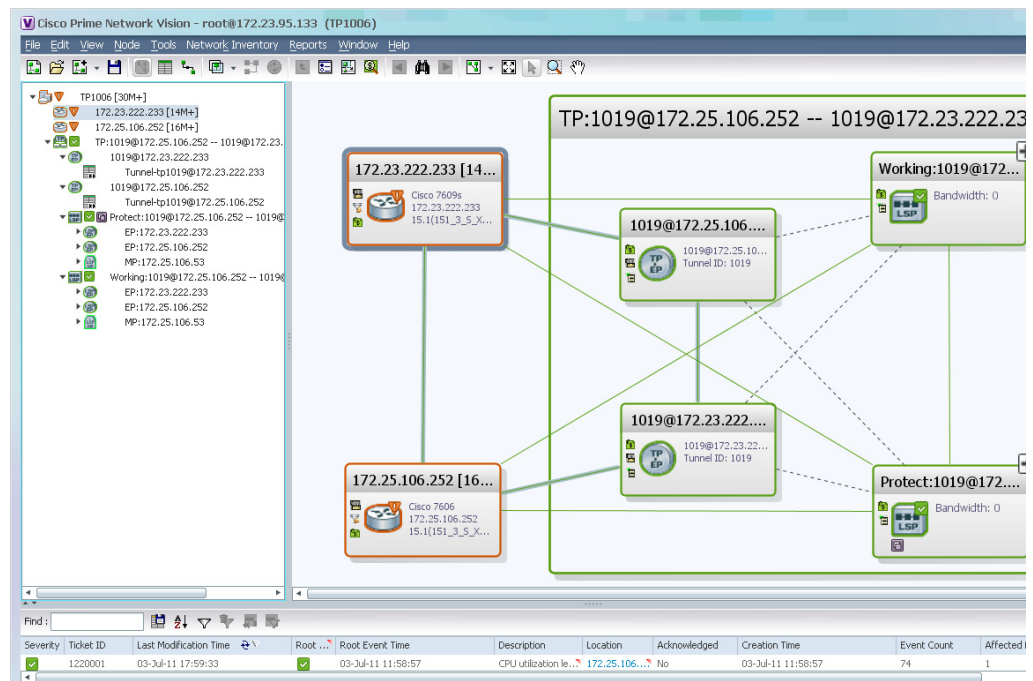 Cisco Prime Network Vision - root@172.23.95.133 (TP1006)
File Edit View Node Tools Network Inventory Reports Window Help
TP1006 [30M+]
172.23.222.233 [14M+]
172.25.106.252 [16M+]
TP:1019@172.25.106.252 -- 1019@172.23.
1019@172.23.222.233
Tunnel-tp1019@172.23.222.233
1019@172.25.106.252
Tunnel-tp1019@172.25.106.252
Protect:1019@172.25.106.252 -- 1019@
EP:172.23.222.233
EP:172.25.106.252
MP:172.25.106.53
Working:1019@172.25.106.252 -- 1019@
EP:172.23.222.233
EP:172.25.106.252
MP:172.25.106.53
TP:1019@172.25.106.252 -- 1019@172.23.222.23
172.23.222.233 [14...
Cisco 7609s
172.23.222.233
15.1(151_3_S_X...
1019@172.25.106....
TP
EP
1019@172.25.10...
Tunnel ID: 1019
Working:1019@172...
LSP
Bandwidth: 0
1019@172.23.222....
TP
EP
1019@172.23.22...
Tunnel ID: 1019
172.25.106.252 [16...
Cisco 7606
172.25.106.252
15.1(151_3_S_X...
Protect:1019@172....
LSP
Bandwidth: 0
Find :
Severity Ticket ID Last Modification Time Root ... Root Event Time Description Location Acknowledged Creation Time Event Count Affected
1220001 03-Jul-11 17:59:33 03-Jul-11 11:58:57 CPU utilization le... 172.25.106... No 03-Jul-11 11:58:57 74 1